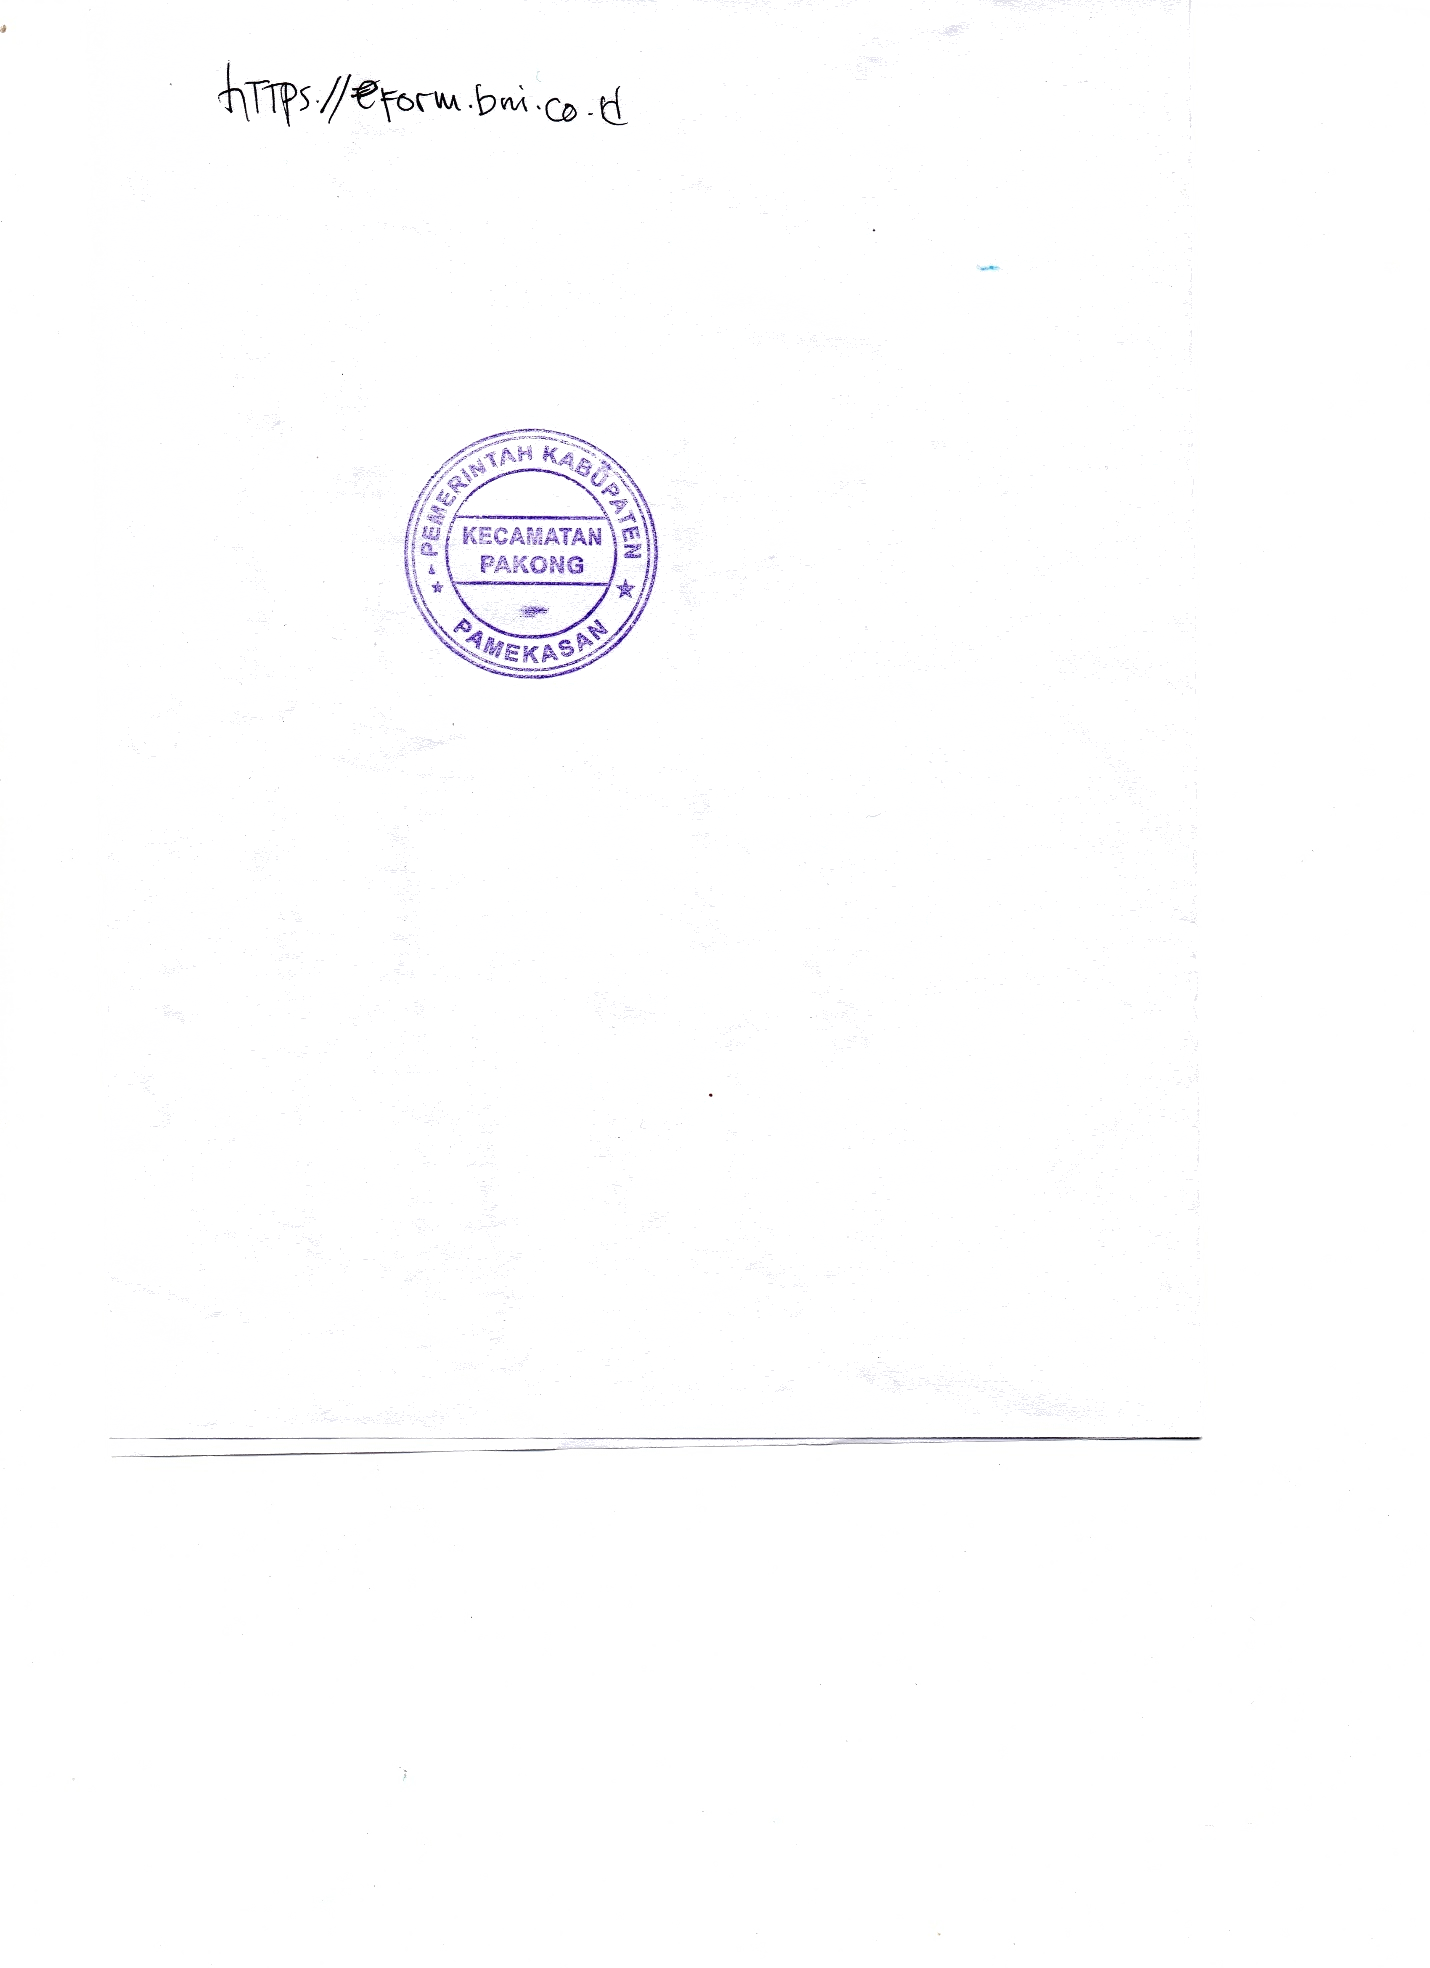 https://eform.bni.co.id
PEMERINTAH KABUPATEN
KECAMATAN
PAKONG
PAMEKASAN